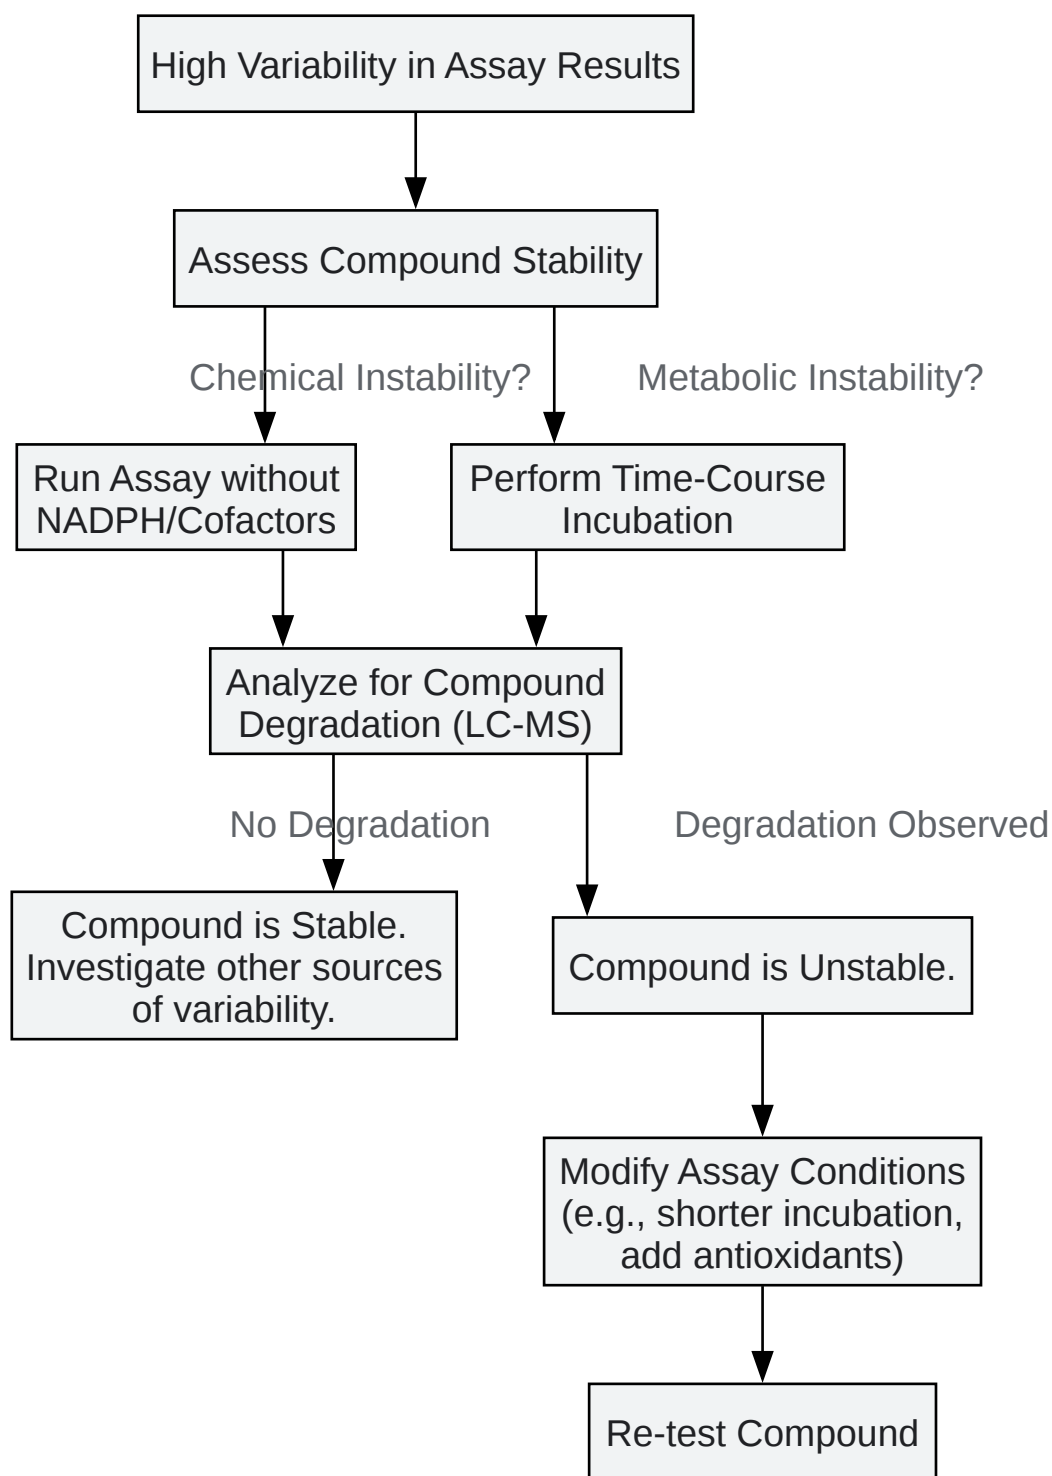 High Variability in Assay Results
Assess Compound Stability
Chemical Instability?
Metabolic Instability?
Run Assay without
NADPH/Cofactors
Perform Time-Course
Incubation
Analyze for Compound
Degradation (LC-MS)
No Degradation
Degradation Observed
Compound is Stable.
Investigate other sources
of variability.
Compound is Unstable.
Modify Assay Conditions
(e.g., shorter incubation,
add antioxidants)
Re-test Compound